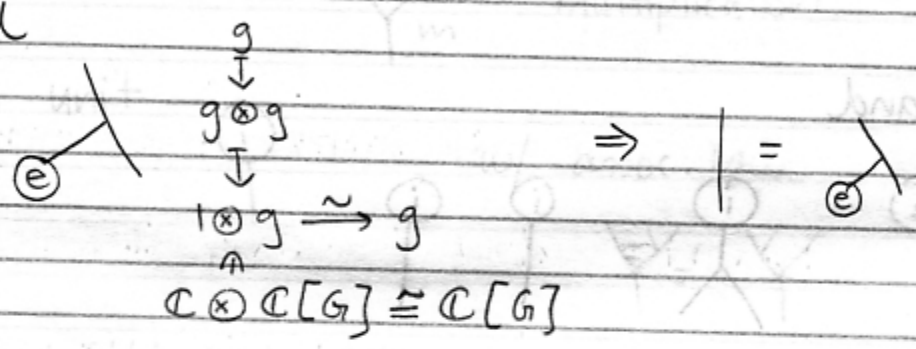 g
↧
g⊗g
↧ ⇒ | =
e e
1⊗g ⥲ g
∩
ℂ⊗ℂ[G] ≅ ℂ[G]